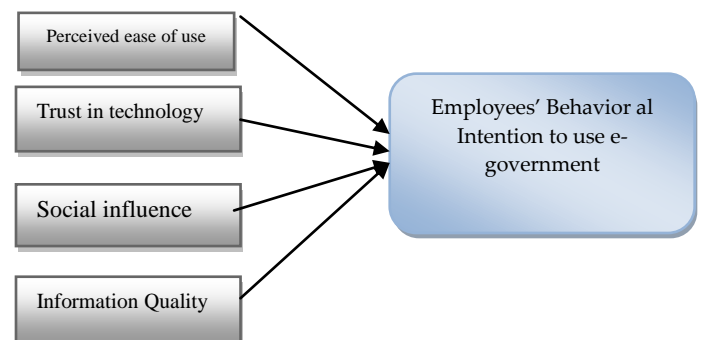 Perceived ease of use
Trust in technology
Social influence
Information Quality
Employees’ Behavior al
Intention to use e-
government